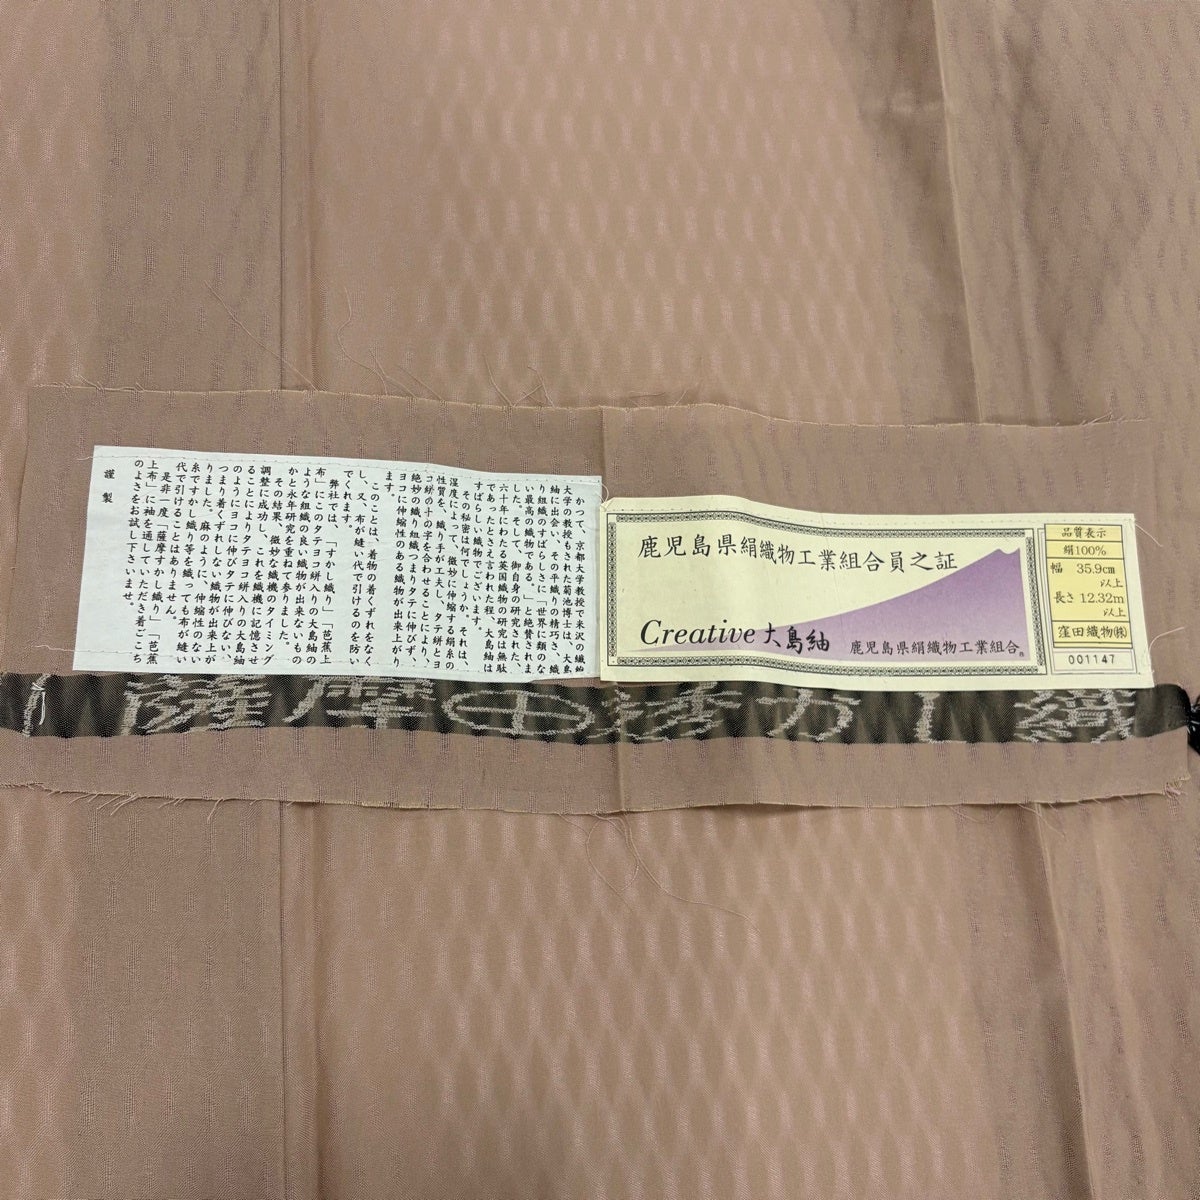 かつて、京都大学教授で米沢の繊維
大学の教授もされた菊池博士は、大島
紬に出会い、その平織りの精巧さ、織
り組織のすばらしさに「世界に類のな
い最高の織物である。」と絶賛されま
した。そして、御自身の研究された、
六十年にわたる英国織物の研究は無駄
であったとさえ言われた程、大島紬は
すばらしい織物でございます。
その秘密は何でしょうか。それは、
湿度によって、微妙に伸縮する絹糸の
性質を、織り手が工夫し、タテ絣とヨ
コ絣の十の字を合わせることにより、
絶妙の織り組織つまりタテに伸びず、
ヨコに伸縮性のある織物が出来上がり
ます。
このことは、着物の着くずれをなく
し、又、布が縫い代で引けるのを防い
でくれます。
弊社では、「すかし織り」「芭蕉上
布」にこのタテヨコ絣入りの大島紬の
ような組織の良い織物が出来ないもの
かと永年研究を重ねて参りました。
その結果、微妙な織機のタイミング
調整に成功し、これを織機に記憶させ
ることによりタテヨコ絣入りの大島紬
のようにヨコに伸びタテに伸びない、
つまり着くずれしない織物が出来上が
りました。麻のように、伸縮性のない
糸ですかし織り等を織っても布が縫い
代で引けることはありません。
是非一度「薩摩すかし織り」「芭蕉
上布」に袖を通していただき着ごこち
のよさをお試し下さいませ。
謹製
鹿児島県絹織物工業組合員之証
Creative大島紬
鹿児島県絹織物工業組合
品質表示
絹100%
幅 35.9cm
以上
長さ 12.32m
以上
窪田織物㈱
001147
薩摩田透かし織